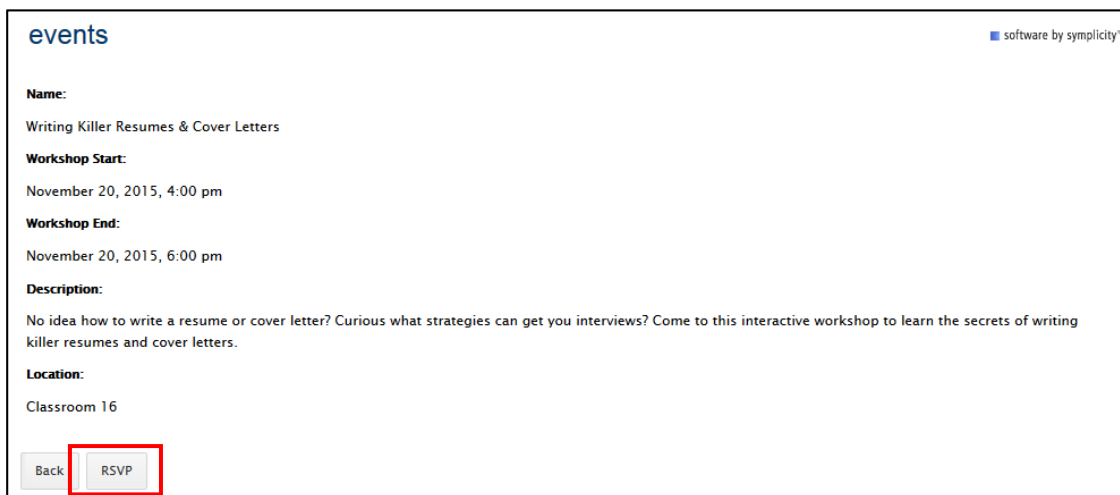 events
software by symplicity
Name:
Writing Killer Resumes & Cover Letters
Workshop Start:
November 20, 2015, 4:00 pm
Workshop End:
November 20, 2015, 6:00 pm
Description:
No idea how to write a resume or cover letter? Curious what strategies can get you interviews? Come to this interactive workshop to learn the secrets of writing
killer resumes and cover letters.
Location:
Classroom 16
Back RSVP